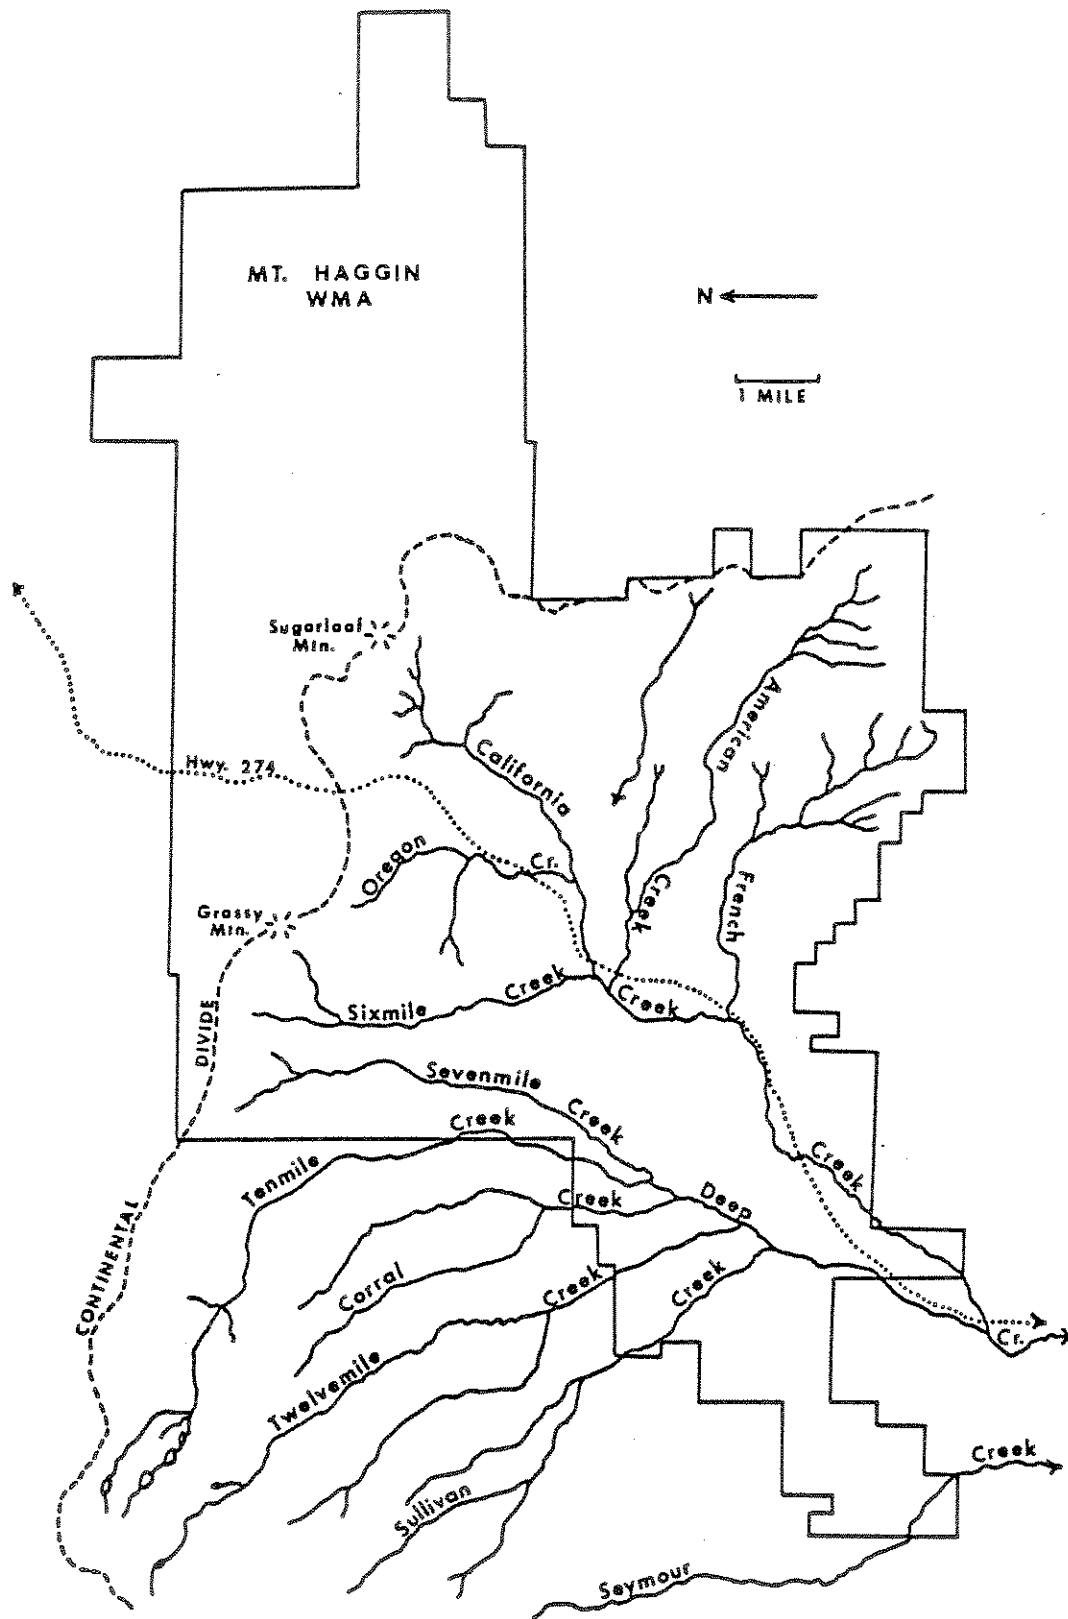 MT. HAGGIN
WMA
N
1 MILE
Sugarloaf
Mtn.
Hwy. 274
California
American
Oregon
Cr.
Creek
French
Grassy
Mtn.
Sixmile
Creek
Creek
DIVIDE
Sevenmile
Creek
Creek
Tenmile
Creek
Deep
Creek
CONTINENTAL
Corral
Creek
Creek
Cr.
Twelvemile
Creek
Sullivan
Seymour